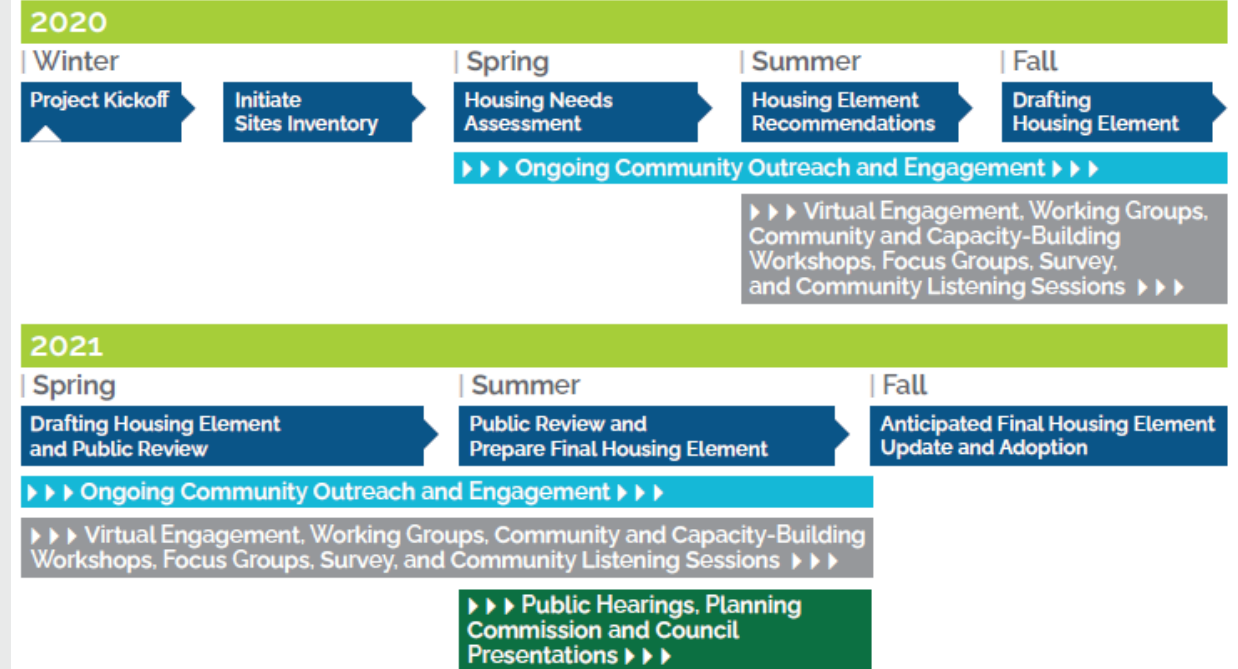 2020
Winter
Project Kickoff
Initiate
Sites Inventory
Spring
Housing Needs
Assessment
Summer
Housing Element
Recommendations
Fall
Drafting
Housing Element
Ongoing Community Outreach and Engagement
Virtual Engagement, Working Groups,
Community and Capacity-Building
Workshops, Focus Groups, Survey,
and Community Listening Sessions
2021
Spring
Drafting Housing Element
and Public Review
Summer
Public Review and
Prepare Final Housing Element
Fall
Anticipated Final Housing Element
Update and Adoption
Ongoing Community Outreach and Engagement
Virtual Engagement, Working Groups, Community and Capacity-Building
Workshops, Focus Groups, Survey, and Community Listening Sessions
Public Hearings, Planning
Commission and Council
Presentations